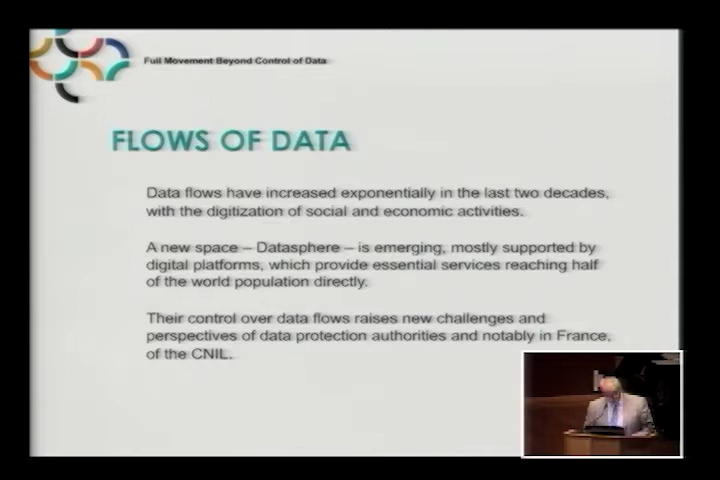 Full Movement Beyond Control of Data
FLOWS OF DATA
Data flows have increased exponentially in the last two decades,
with the digitization of social and economic activities.
A new space – Datasphere – is emerging, mostly supported by
digital platforms, which provide essential services reaching half
of the world population directly.
Their control over data flows raises new challenges and
perspectives of data protection authorities and notably in France,
of the CNIL.